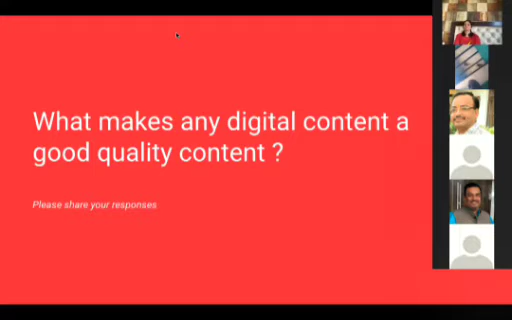 What makes any digital content a
good quality content ?
Please share your responses